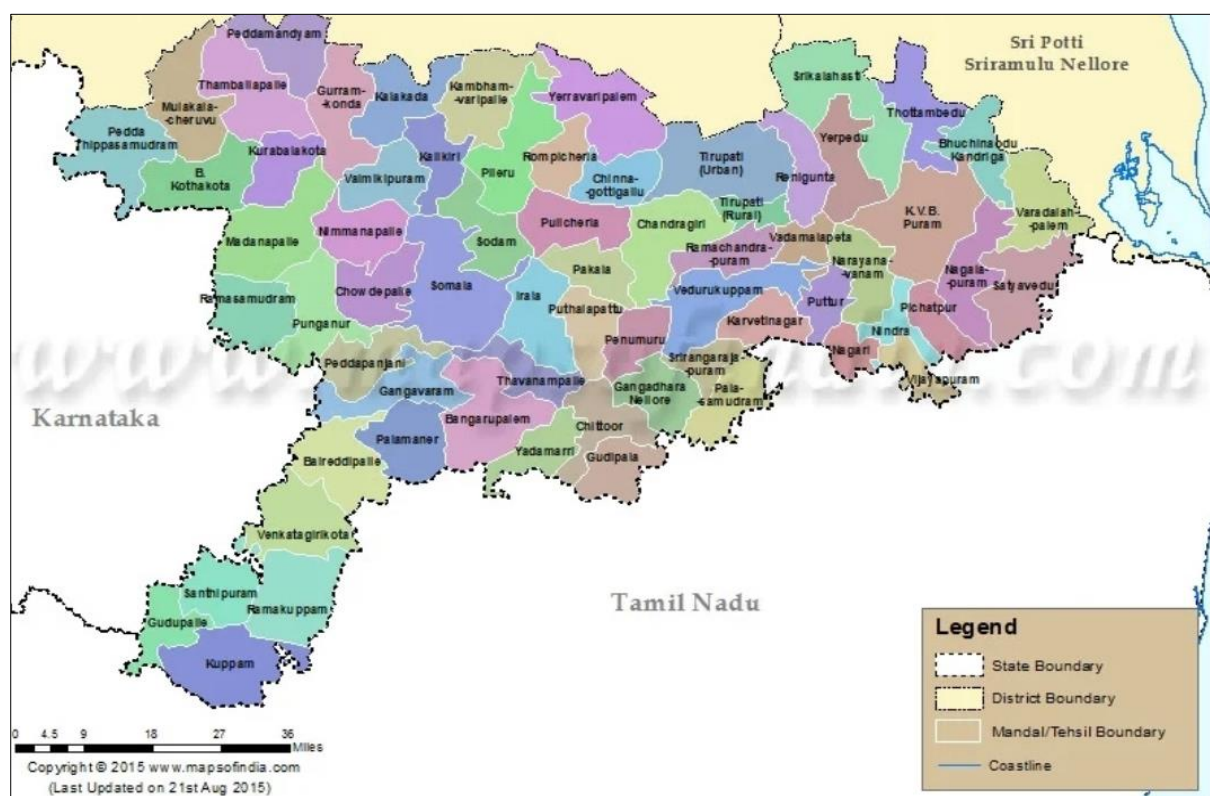 Peddamandyam
Sri Potti
Sriramulu Nellore
Thamballapalle
Gurram-
-konda
Kalakada
Kambham-
-varipalle
Yerravaripalem
Srikalahasti
Thottambedu
Mulakala-
-cheruvu
Pedda
Thippasamudram
Kurabalakota
Kalikiri
Rompicherla
Yerpedu
Bhuchinaodu
Kandriga
B.
Kothakota
Valmikipuram
Pileru
Chinna-
-gottigallu
Tirupati
(Urban)
Renigunta
Varadaiah-
-palem
Madanapalle
Nimmanapalle
Sodam
Pulicherla
Chandragiri
Tirupati
(Rural)
K.V.B.
Puram
Ramachandra-
-puram
Vadamalapeta
Narayana-
-vanam
Nagala-
-puram
Satyavedu
Ramasamudram
Chowdepalle
Somala
Irala
Pakala
Vedurukuppam
Puttur
Pichatpur
Punganur
Puthalapattu
Penumuru
Karvetinagar
Nindra
Nagari
Peddapanjani
Gangavaram
Thavanampalle
Srirangaraja-
-puram
Vijayapuram
Karnataka
Palamaner
Bangarupalem
Gangadhara
Nellore
Pala-
-samudram
Chittoor
Yadamarri
Gudipala
Baireddipalle
Venkatagirikota
Santhipuram
Ramakuppam
Gudupalle
Kuppam
Tamil Nadu
Legend
State Boundary
District Boundary
Mandal/Tehsil Boundary
Coastline
0 4.5 9 18 27 36
Miles
Copyright © 2015 www.mapsofindia.com
(Last Updated on 21st Aug 2015)